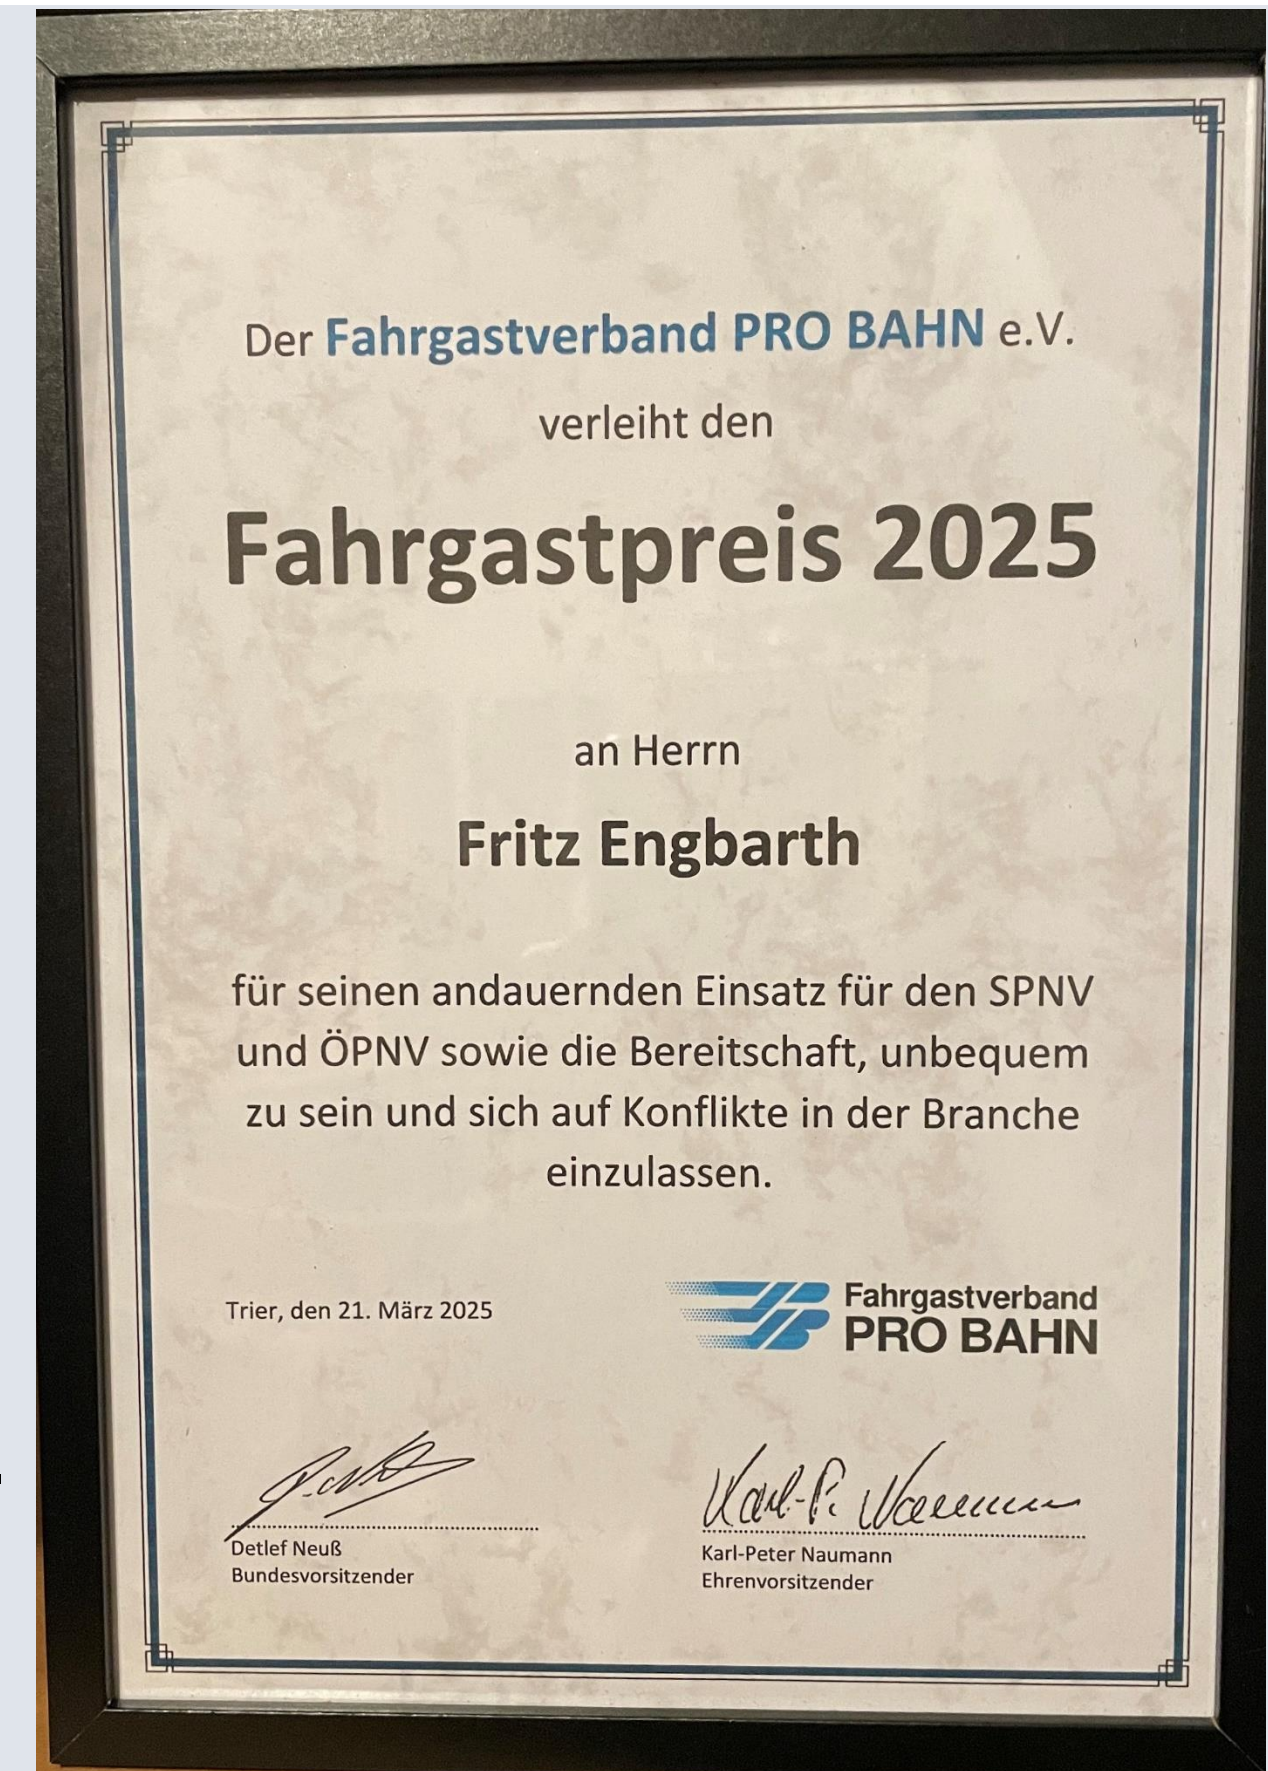 Der Fahrgastverband PRO BAHN e.V.
verleiht den
Fahrgastpreis 2025
an Herrn
Fritz Engbarth
für seinen andauernden Einsatz für den SPNV
und ÖPNV sowie die Bereitschaft, unbequem
zu sein und sich auf Konflikte in der Branche
einzulassen.
Trier, den 21. März 2025
Fahrgastverband
PRO BAHN
Karl-P. Naumann
Detlef Neuß
Bundesvorsitzender
Karl-Peter Naumann
Ehrenvorsitzender